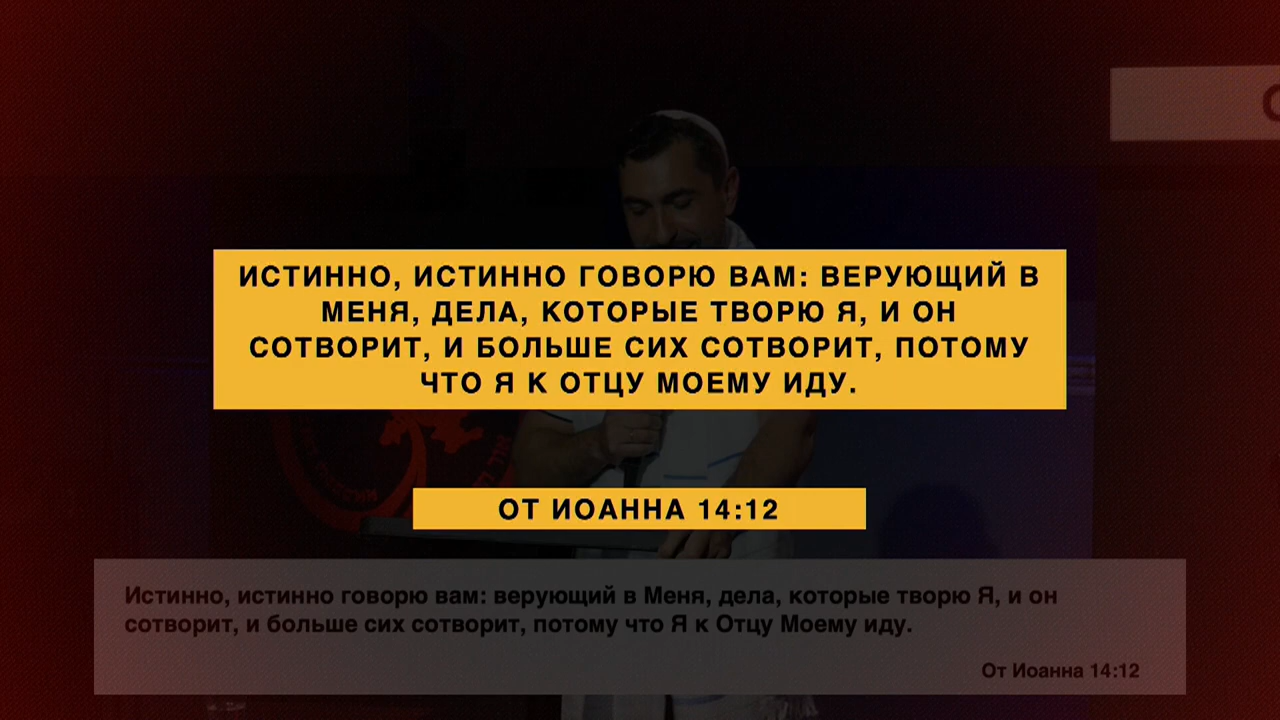 ИСТИННО, ИСТИННО ГОВОРЮ ВАМ: ВЕРУЮЩИЙ В
МЕНЯ, ДЕЛА, КОТОРЫЕ ТВОРЮ Я, И ОН
СОТВОРИТ, И БОЛЬШЕ СИХ СОТВОРИТ, ПОТОМУ
ЧТО Я К ОТЦУ МОЕМУ ИДУ.
ОТ ИОАННА 14:12
Истинно, истинно говорю вам: верующий в Меня, дела, которые творю Я, и он
сотворит, и больше сих сотворит, потому что Я к Отцу Моему иду.
От Иоанна 14:12